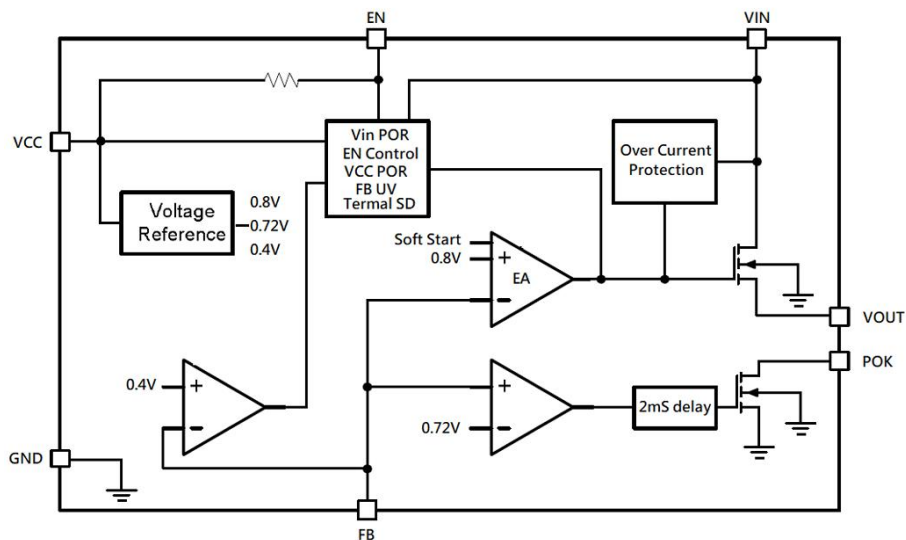 EN
VIN
VCC
Vin POR
EN Control
VCC POR
FB UV
Termal SD
Over Current
Protection
Voltage
Reference
0.8V
0.72V
0.4V
Soft Start
0.8V
+
EA
−
VOUT
POK
0.4V
+
−
+
0.72V
−
2mS delay
GND
FB